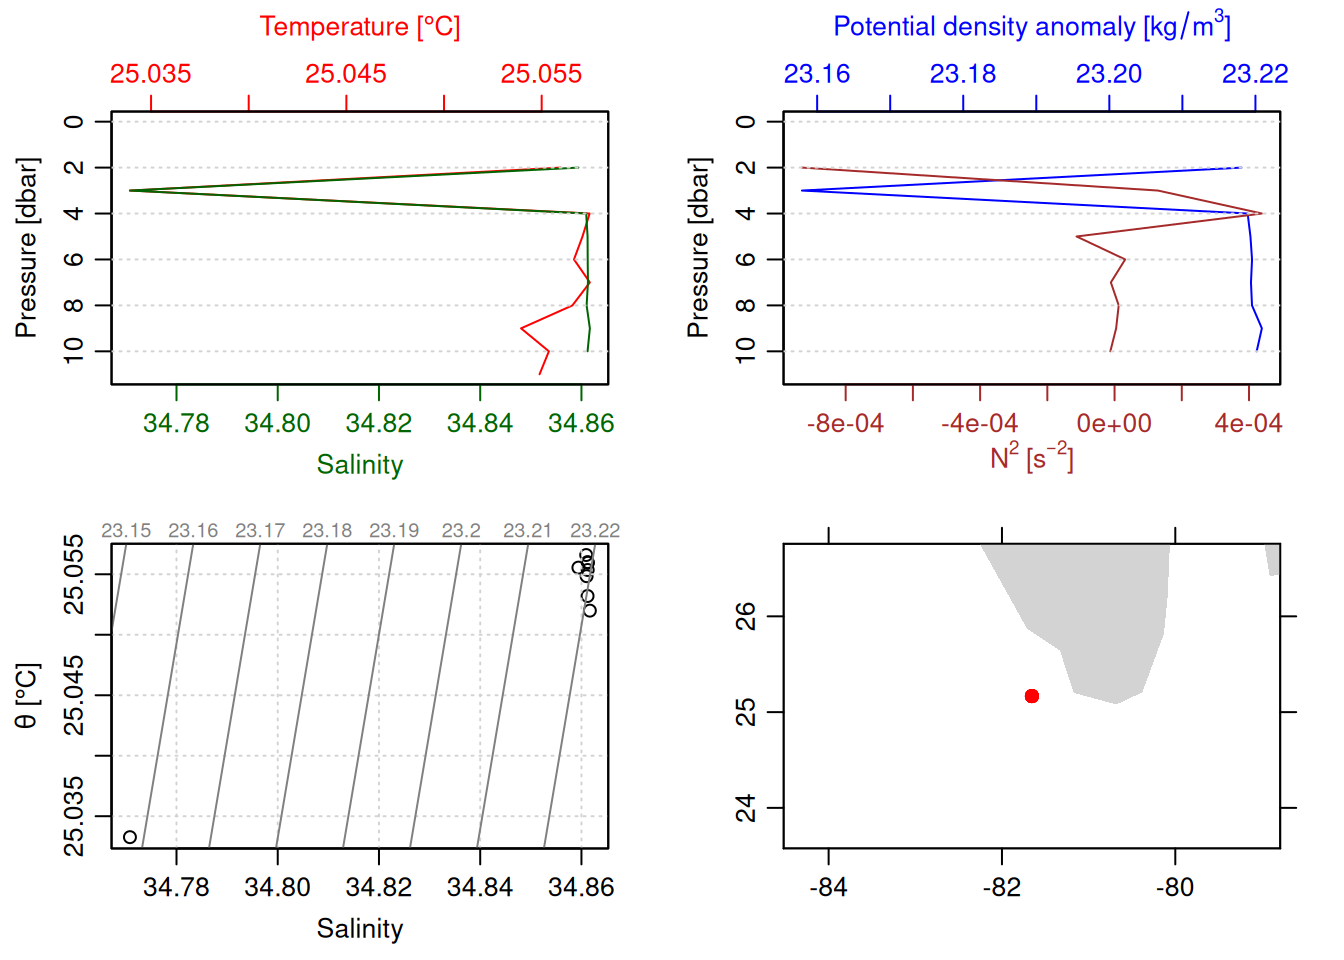 Temperature [°C]
25.035 25.045 25.055
0
2
4
6
8
10
Pressure [dbar]
34.78 34.80 34.82 34.84 34.86
Salinity
Potential density anomaly [kg/m³]
23.16 23.18 23.20 23.22
0
2
4
6
8
10
Pressure [dbar]
-8e-04 -4e-04 0e+00 4e-04
N² [s⁻²]
23.15 23.16 23.17 23.18 23.19 23.2 23.21 23.22
25.055
25.045
25.035
θ [°C]
34.78 34.80 34.82 34.84 34.86
Salinity
26
25
24
-84 -82 -80